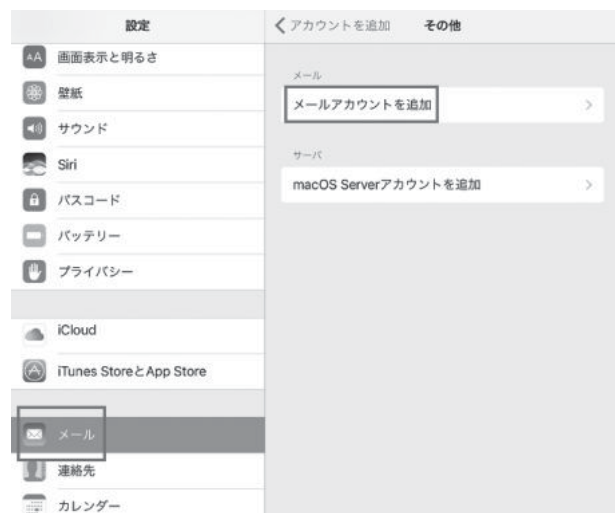 設定
画面表示と明るさ
壁紙
サウンド
Siri
パスコード
バッテリー
プライバシー
iCloud
iTunes StoreとApp Store
メール
連絡先
カレンダー
アカウントを追加 その他
メール
メールアカウントを追加
サーバ
macOS Serverアカウントを追加